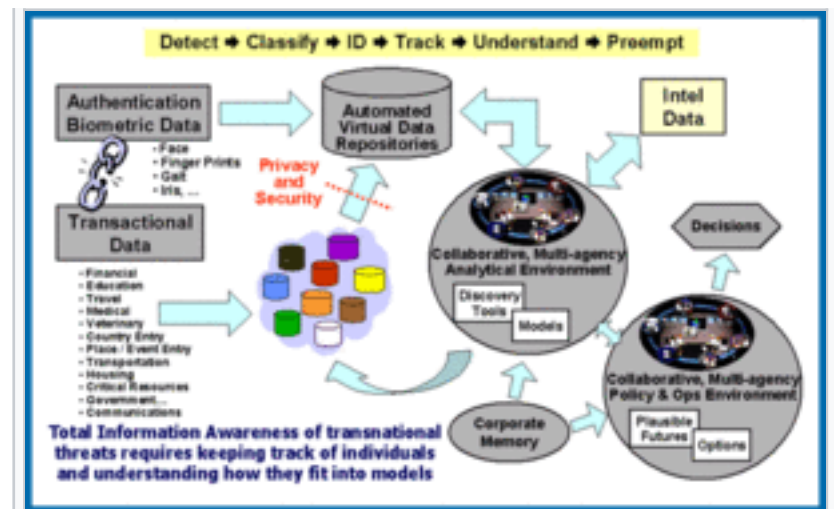 Detect ➔ Classify ➔ ID ➔ Track ➔ Understand ➔ Preempt
Authentication
Biometric Data
- Face
- Finger Prints
- Gait
- Iris, ...
Automated
Virtual Data
Repositories
Intel
Data
Privacy
and
Security
Transactional
Data
- Financial
- Education
- Travel
- Medical
- Veterinary
- Country Entry
- Place / Event Entry
- Transportation
- Housing
- Critical Resources
- Government,..
- Communications
Collaborative, Multi-agency
Analytical Environment
Discovery
Tools
Models
Decisions
Collaborative, Multi-agency
Policy & Ops Environment
Plausible
Futures
Options
Corporate
Memory
Total Information Awareness of transnational
threats requires keeping track of individuals
and understanding how they fit into models